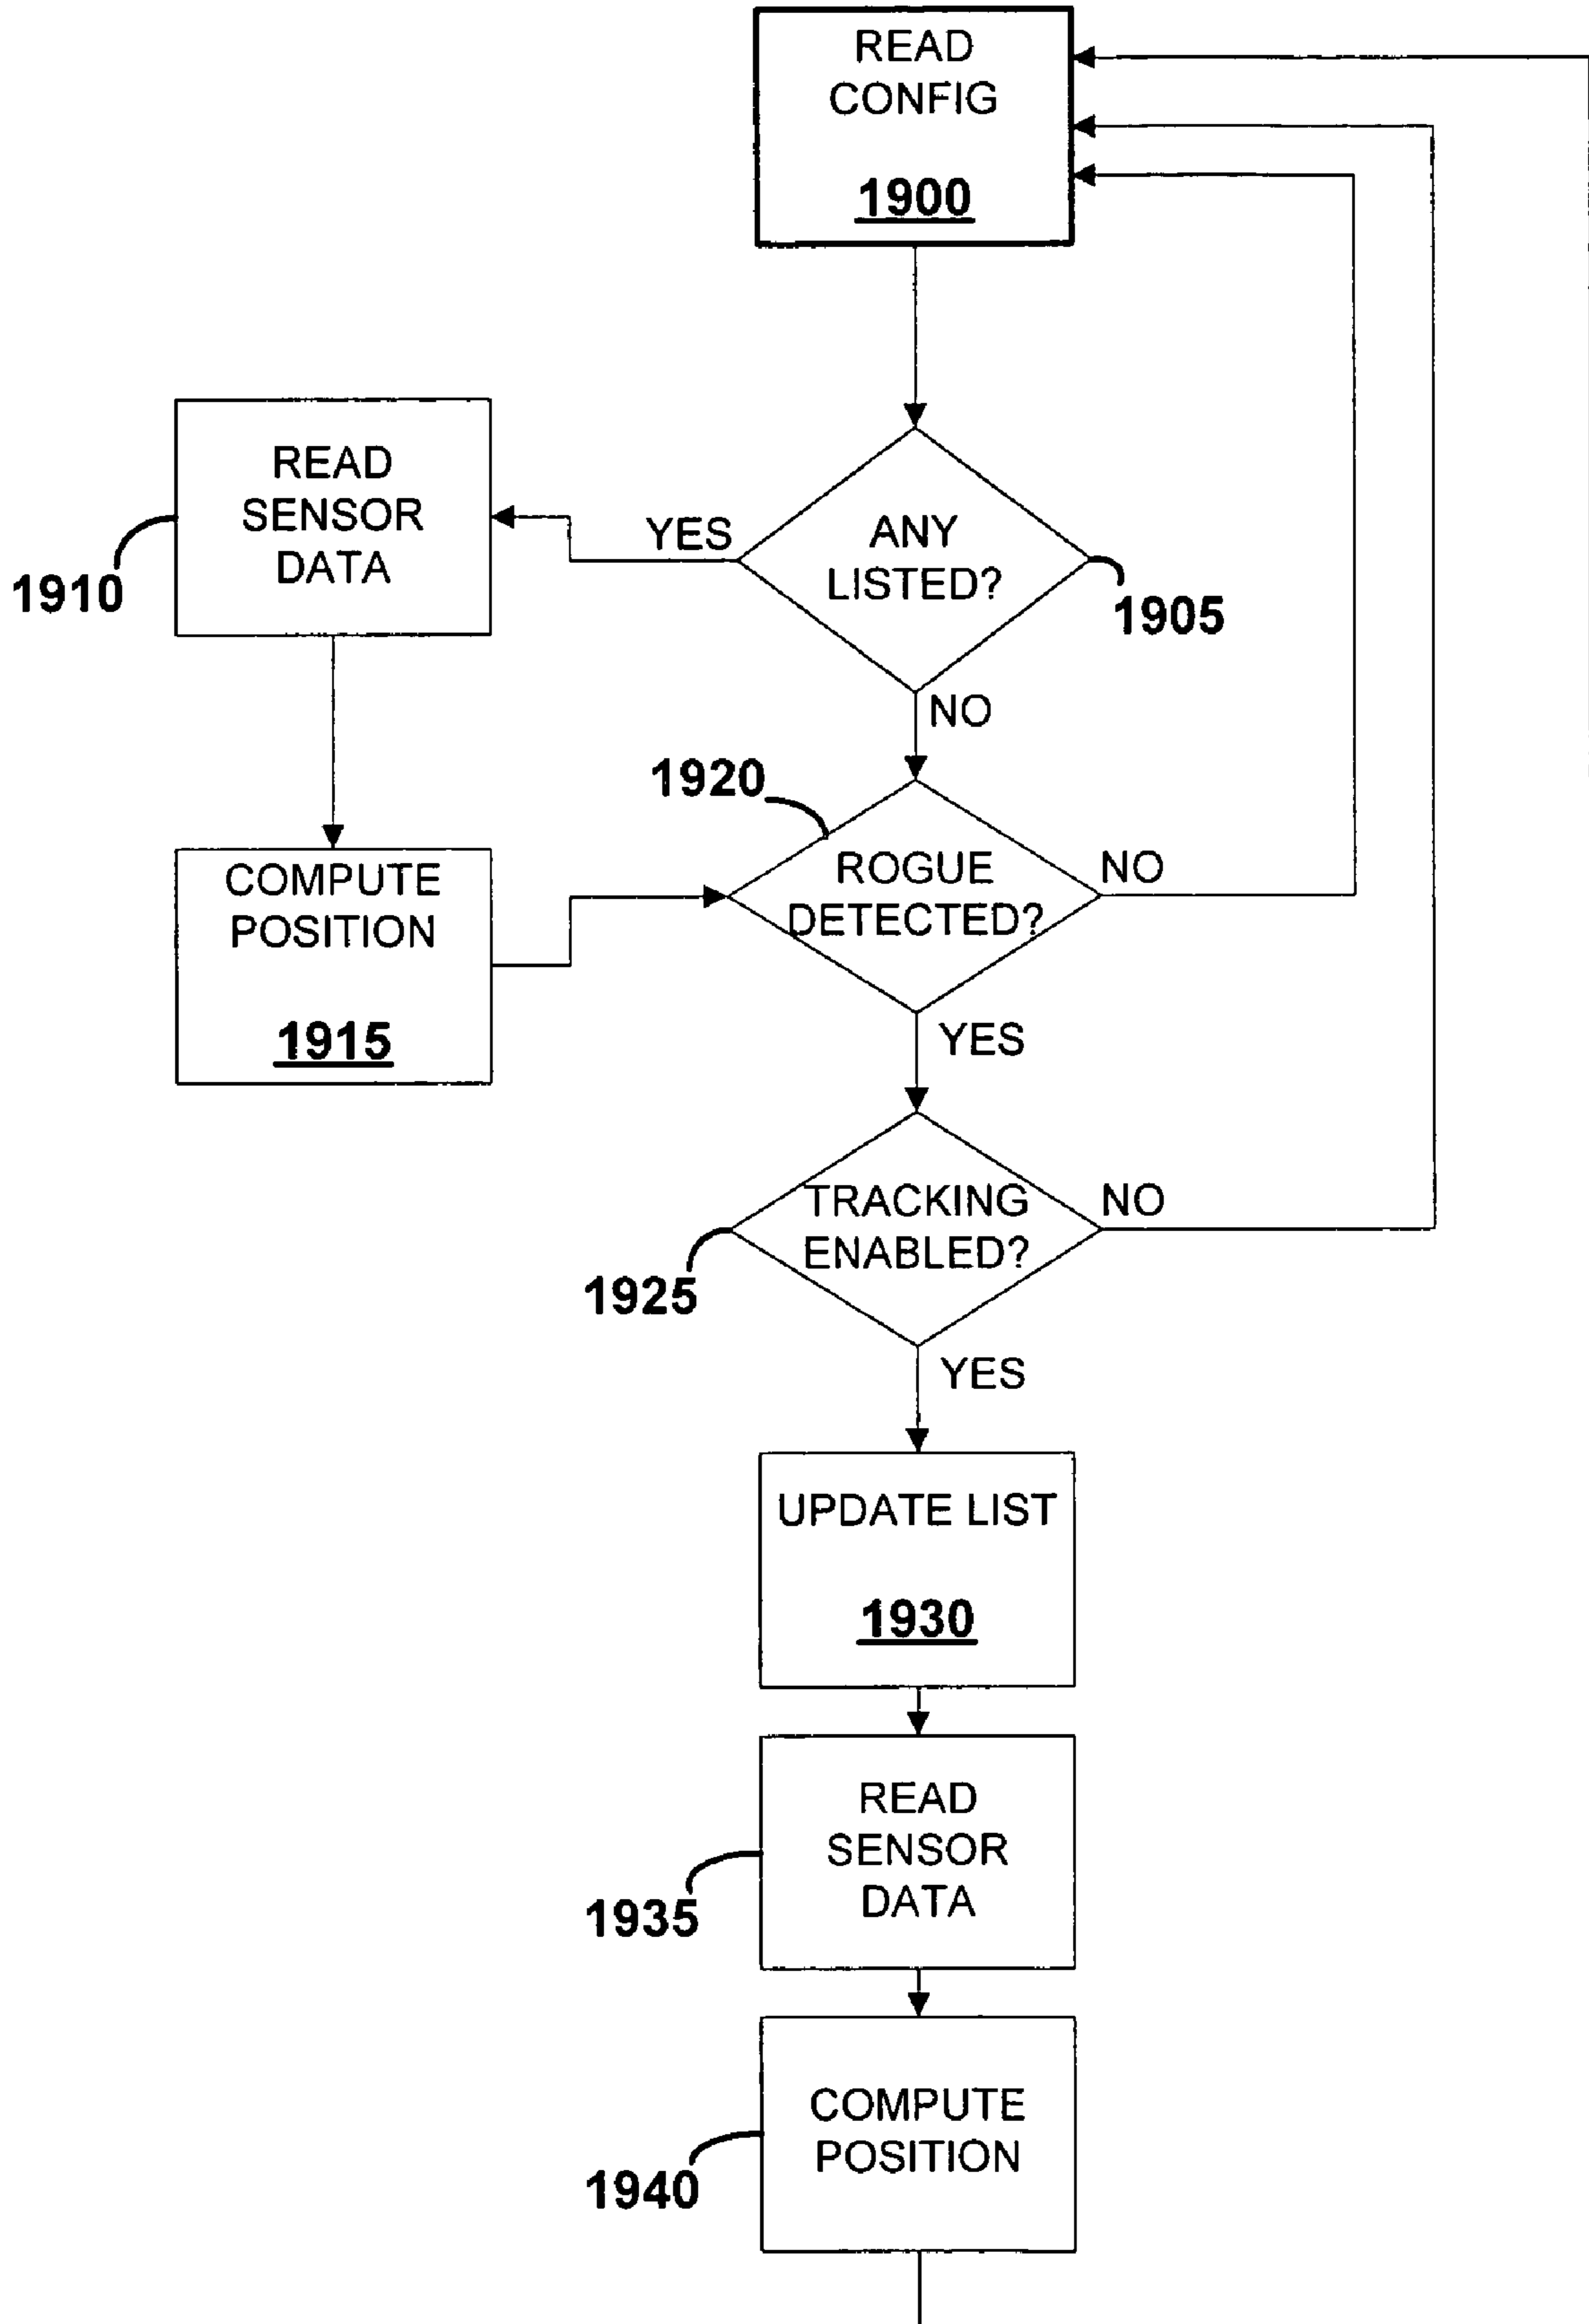 READ
CONFIG
1900
READ
SENSOR
DATA
1910
YES
ANY
LISTED?
1905
NO
1920
COMPUTE
POSITION
1915
ROGUE
DETECTED?
NO
YES
TRACKING
ENABLED?
NO
1925
YES
UPDATE LIST
1930
READ
SENSOR
DATA
1935
COMPUTE
POSITION
1940